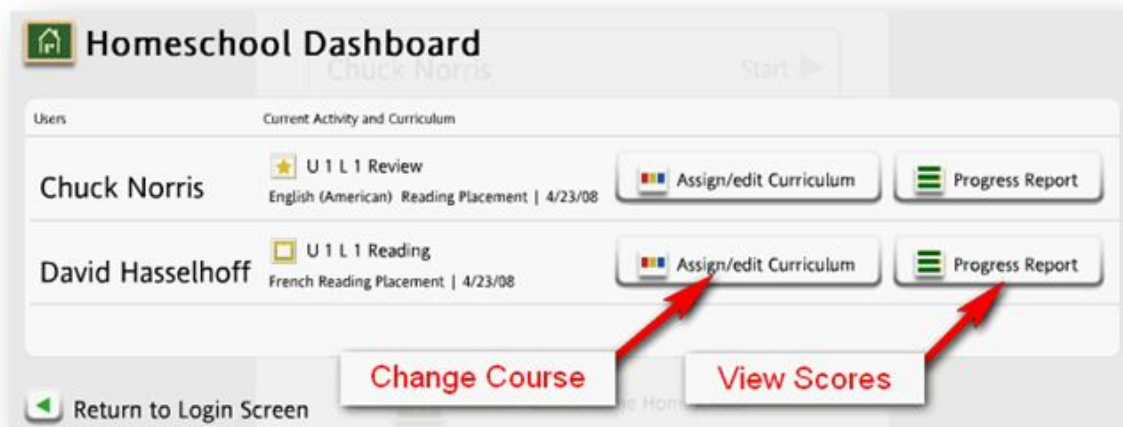 Homeschool Dashboard
Chuck Norris Start
Users Current Activity and Curriculum
U 1 L 1 Review
Chuck Norris Assign/edit Curriculum Progress Report
English (American) Reading Placement | 4/23/08
U 1 L 1 Reading
David Hasselhoff Assign/edit Curriculum Progress Report
French Reading Placement | 4/23/08
Change Course View Scores
Return to Login Screen